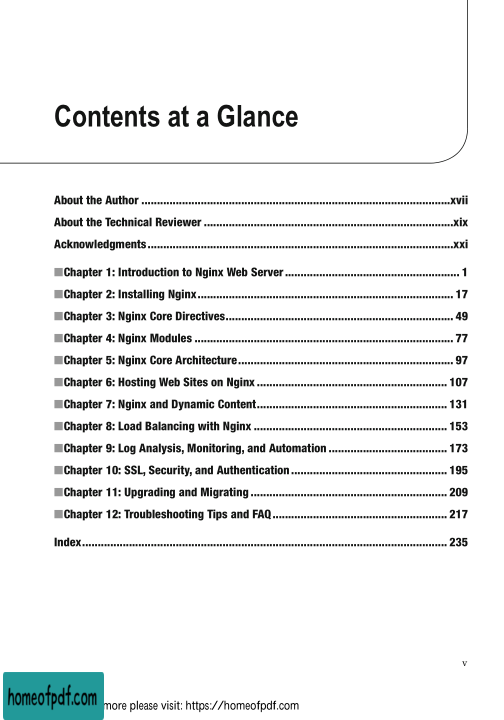 Contents at a Glance
About the Author ....................................................................................................xvii
About the Technical Reviewer .................................................................................xix
Acknowledgments...................................................................................................xxi
■Chapter 1: Introduction to Nginx Web Server ........................................................ 1
■Chapter 2: Installing Nginx.................................................................................. 17
■Chapter 3: Nginx Core Directives......................................................................... 49
■Chapter 4: Nginx Modules ................................................................................... 77
■Chapter 5: Nginx Core Architecture..................................................................... 97
■Chapter 6: Hosting Web Sites on Nginx ............................................................. 107
■Chapter 7: Nginx and Dynamic Content............................................................. 131
■Chapter 8: Load Balancing with Nginx .............................................................. 153
■Chapter 9: Log Analysis, Monitoring, and Automation ...................................... 173
■Chapter 10: SSL, Security, and Authentication.................................................. 195
■Chapter 11: Upgrading and Migrating ............................................................... 209
■Chapter 12: Troubleshooting Tips and FAQ........................................................ 217
Index..................................................................................................................... 235
v
homeofpdf.com
more please visit: https://homeofpdf.com